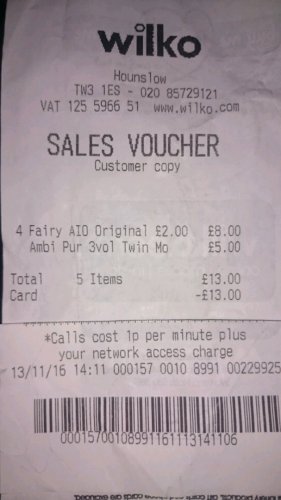 wilko
Hounslow
TW3 1ES - 020 85729121
VAT 125 5966 51 www.wilko.com
SALES VOUCHER
Customer copy
4 Fairy AIO Original £2.00 £8.00
Ambi Pur 3vol Twin Mo £5.00
Total 5 Items £13.00
Card -£13.00
*Calls cost 1p per minute plus
your network access charge
13/11/16 14:11 000157 0010 8991 00229925
00015700108991161113141106